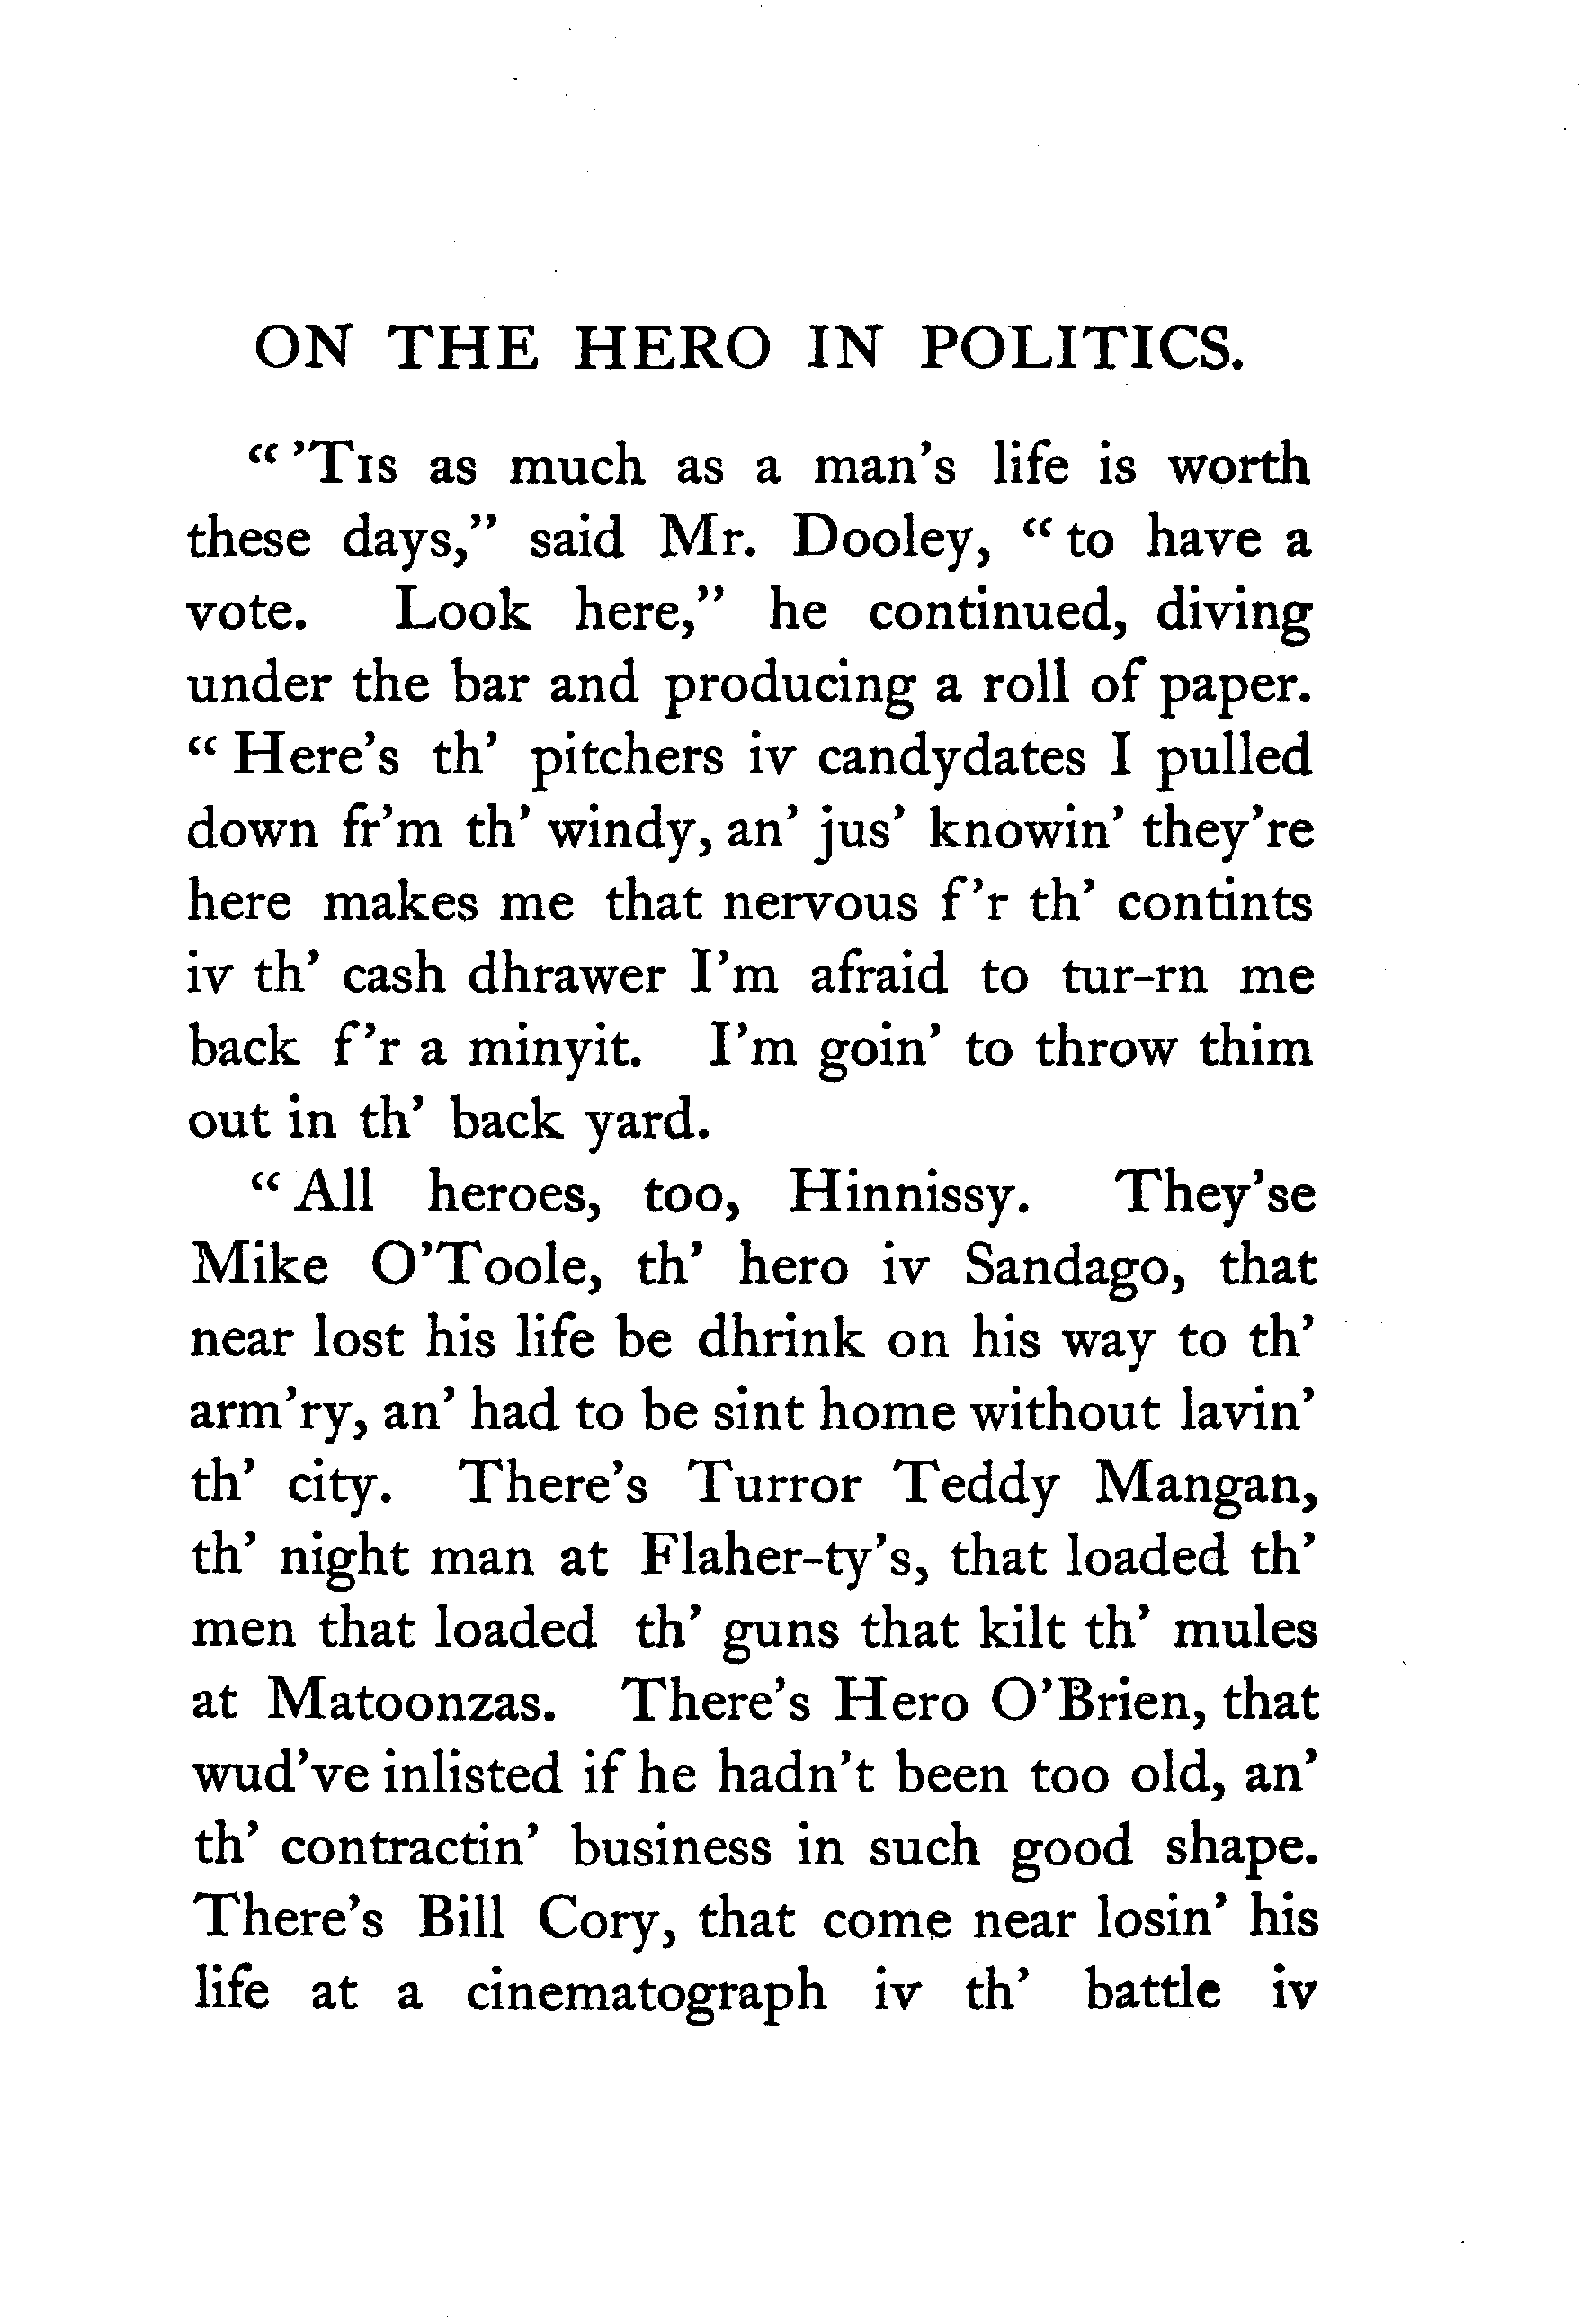 ON THE HERO IN POLITICS.
“ ’Tis as much as a man’s life is worth
these days,” said Mr. Dooley, “ to have a
vote. Look here,” he continued, diving
under the bar and producing a roll of paper.
“ Here’s th’ pitchers iv candydates I pulled
down fr’m th’ windy, an’ jus’ knowin’ they’re
here makes me that nervous f’r th’ contints
iv th’ cash dhrawer I’m afraid to tur-rn me
back f’r a minyit. I’m goin’ to throw thim
out in th’ back yard.
“ All heroes, too, Hinnissy. They’se
Mike O’Toole, th’ hero iv Sandago, that
near lost his life be dhrink on his way to th’
arm’ry, an’ had to be sint home without lavin’
th’ city. There’s Turror Teddy Mangan,
th’ night man at Flaher-ty’s, that loaded th’
men that loaded th’ guns that kilt th’ mules
at Matoonzas. There’s Hero O’Brien, that
wud’ve inlisted if he hadn’t been too old, an’
th’ contractin’ business in such good shape.
There’s Bill Cory, that come near losin’ his
life at a cinematograph iv th’ battle iv